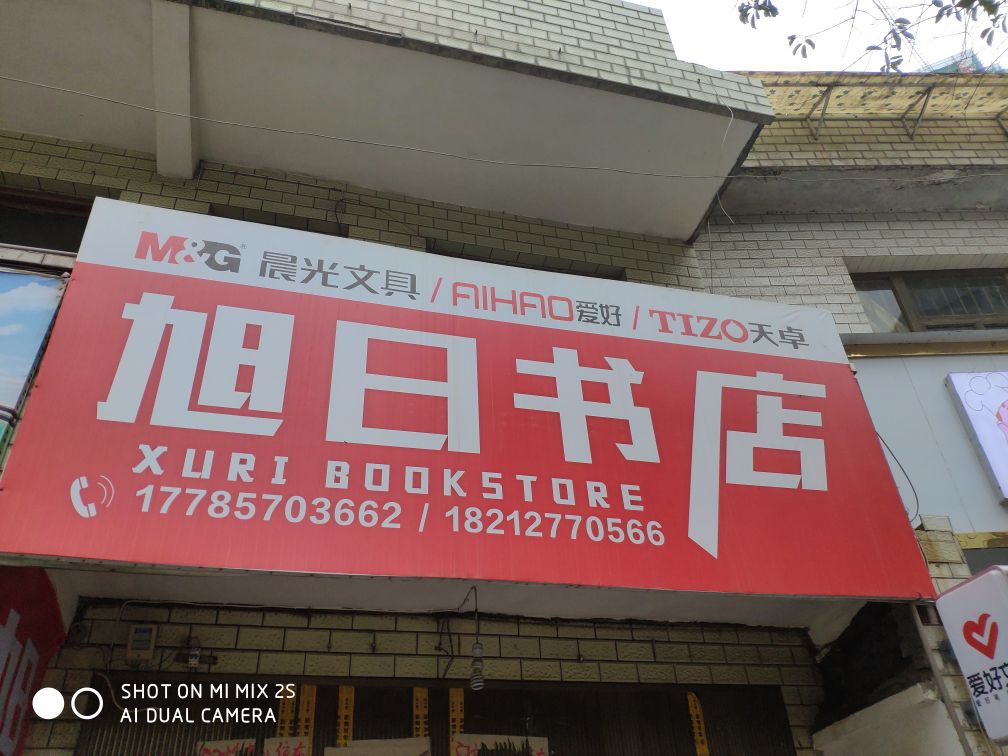 M&G 晨光文具 / AIHAO爱好 / TIZO天卓
旭日书店
XURI BOOKSTORE
17785703662 / 18212770566
爱好文
SHOT ON MI MIX 2S
AI DUAL CAMERA